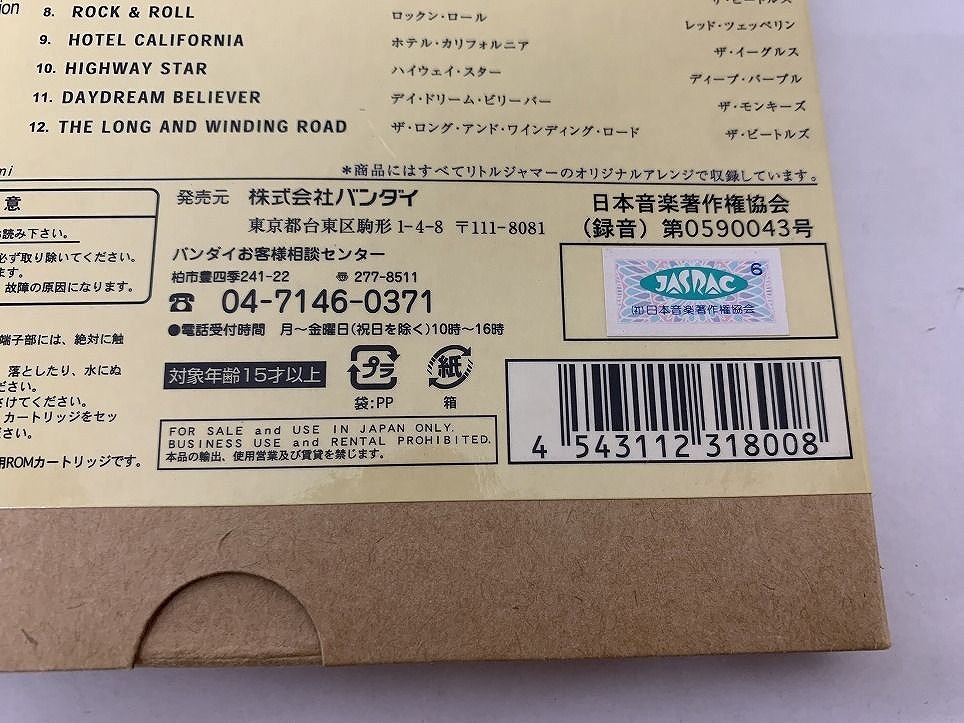 ion
8. ROCK & ROLL ロックン・ロール レッド・ツェッペリン
9. HOTEL CALIFORNIA ホテル・カリフォルニア ザ・イーグルス
10. HIGHWAY STAR ハイウェイ・スター ディープ・パープル
11. DAYDREAM BELIEVER デイ・ドリーム・ビリーバー ザ・モンキーズ
12. THE LONG AND WINDING ROAD ザ・ロング・アンド・ワインディング・ロード ザ・ビートルズ
mi
*商品にはすべてリトルジャマーのオリジナルアレンジで収録しています。
意
お読み下さい。
必ず取り除いてください。
ます。
故障の原因になります。
端子部には、絶対に触
落としたり、水にぬ
ださい。
さけてください。
カートリッジをセッ
ださい。
用ROMカートリッジです。
発売元 株式会社バンダイ
東京都台東区駒形1-4-8 〒111-8081
バンダイお客様相談センター
柏市豊四季241-22 〠 277-8511
☎ 04-7146-0371
●電話受付時間 月〜金曜日(祝日を除く)10時〜16時
対象年齢15才以上
プラ
袋:PP
紙
箱
FOR SALE and USE IN JAPAN ONLY.
BUSINESS USE and RENTAL PROHIBITED.
本品の輸出、使用営業及び賃貸を禁じます。
日本音楽著作権協会
(録音) 第0590043号
6
JASRAC
㈳日本音楽著作権協会
4 543112 318008